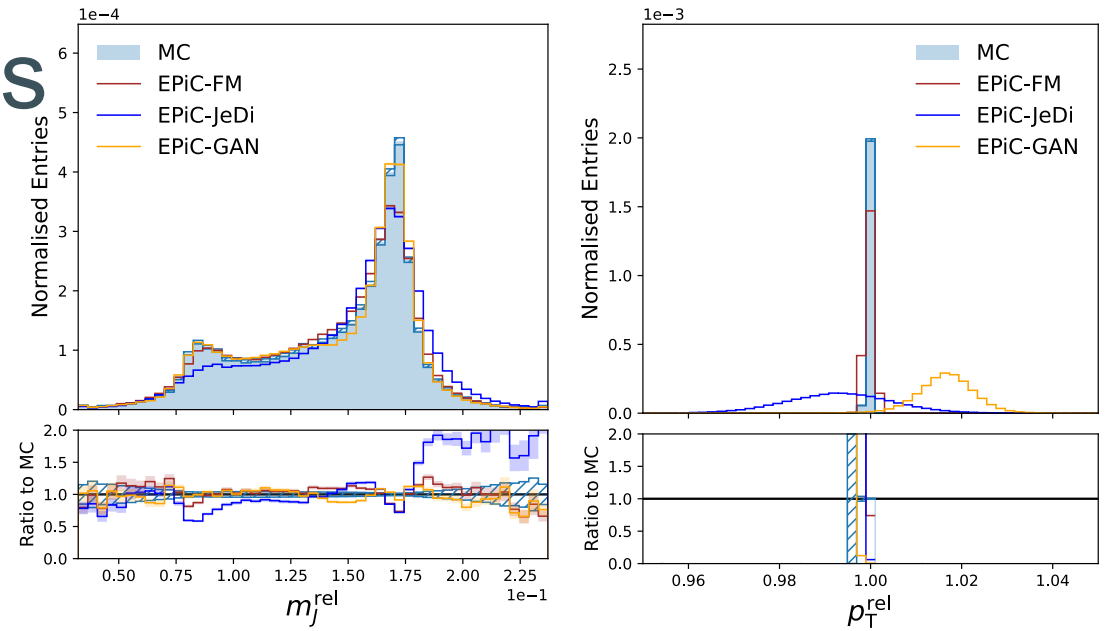 s
1e−4
6
5
4
3
2
1
0
Normalised Entries
MC
EPiC-FM
EPiC-JeDi
EPiC-GAN
2.0
1.5
1.0
0.5
0.0
Ratio to MC
0.50 0.75 1.00 1.25 1.50 1.75 2.00 2.25
1e−1
m_J^rel
1e−3
2.5
2.0
1.5
1.0
0.5
0.0
Normalised Entries
MC
EPiC-FM
EPiC-JeDi
EPiC-GAN
2.0
1.5
1.0
0.5
0.0
Ratio to MC
0.96 0.98 1.00 1.02 1.04
p_T^rel